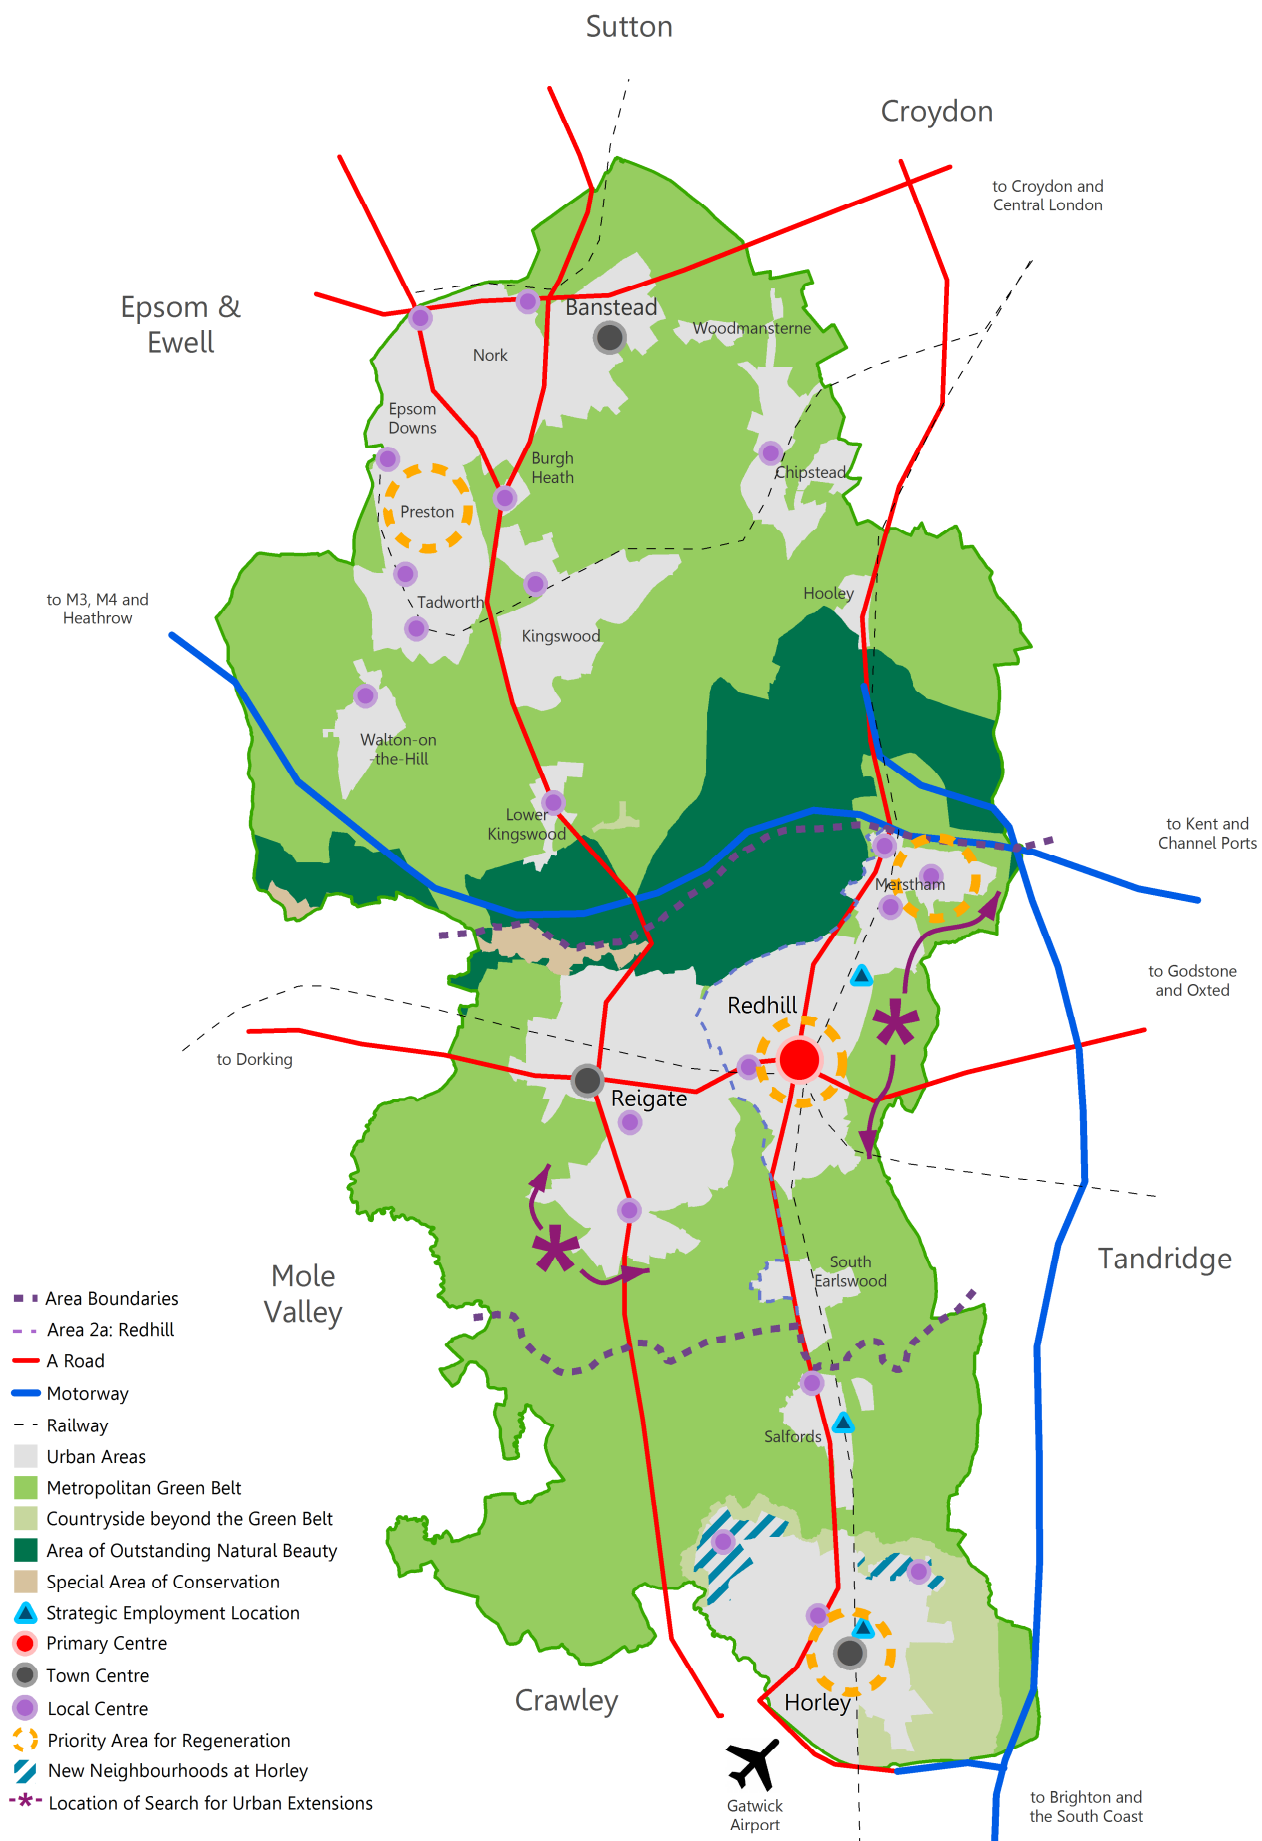 Sutton
Croydon
to Croydon and
Central London
Epsom &
Ewell
Banstead
Woodmansterne
Nork
Epsom
Downs
Burgh
Heath
Chipstead
Preston
to M3, M4 and
Heathrow
Tadworth
Hooley
Kingswood
Walton-on
-the-Hill
Lower
Kingswood
to Kent and
Channel Ports
Merstham
to Godstone
and Oxted
Redhill
to Dorking
Reigate
South
Earlswood
Tandridge
Mole
Valley
Salfords
Crawley
Horley
Gatwick
Airport
to Brighton and
the South Coast
Area Boundaries
Area 2a: Redhill
A Road
Motorway
Railway
Urban Areas
Metropolitan Green Belt
Countryside beyond the Green Belt
Area of Outstanding Natural Beauty
Special Area of Conservation
Strategic Employment Location
Primary Centre
Town Centre
Local Centre
Priority Area for Regeneration
New Neighbourhoods at Horley
Location of Search for Urban Extensions